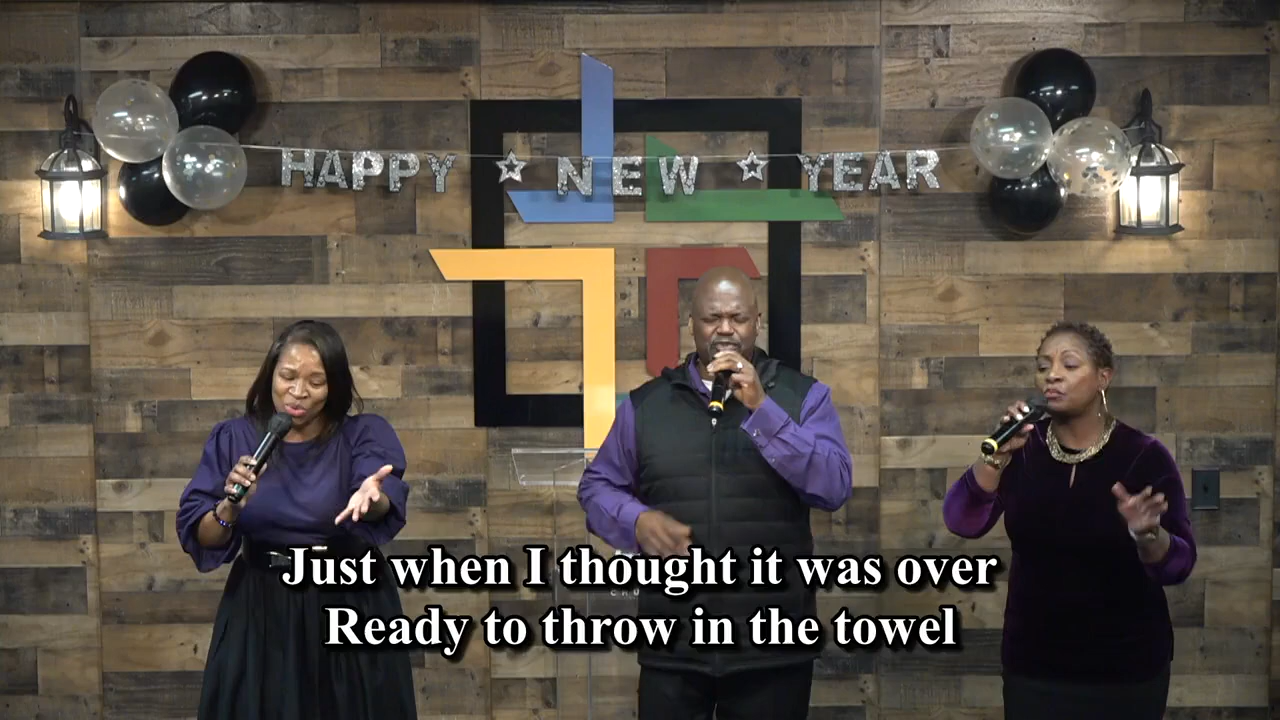 HAPPY NEW YEAR
Just when I thought it was over
Ready to throw in the towel